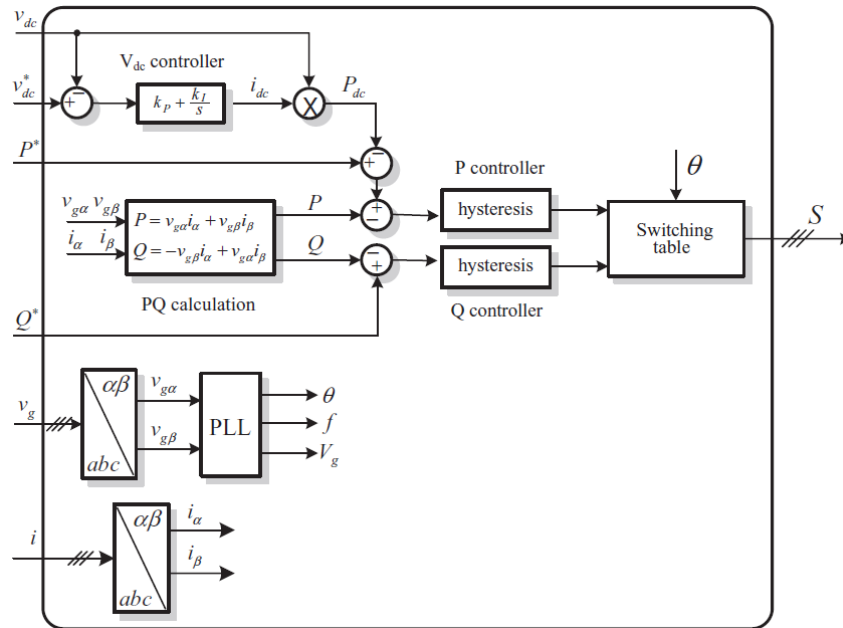 v_dc
V_dc controller
v*_dc
+ −
k_P + k_I/s
i_dc
X
P_dc
P*
−
+
P controller
θ
v_gα v_gβ
i_α i_β
P = v_gα i_α + v_gβ i_β
Q = −v_gβ i_α + v_gα i_β
P
+
−
hysteresis
Switching
table
S
Q
−
+
hysteresis
PQ calculation
Q controller
Q*
v_g
αβ
abc
v_gα
v_gβ
PLL
θ
f
V_g
i
αβ
abc
i_α
i_β